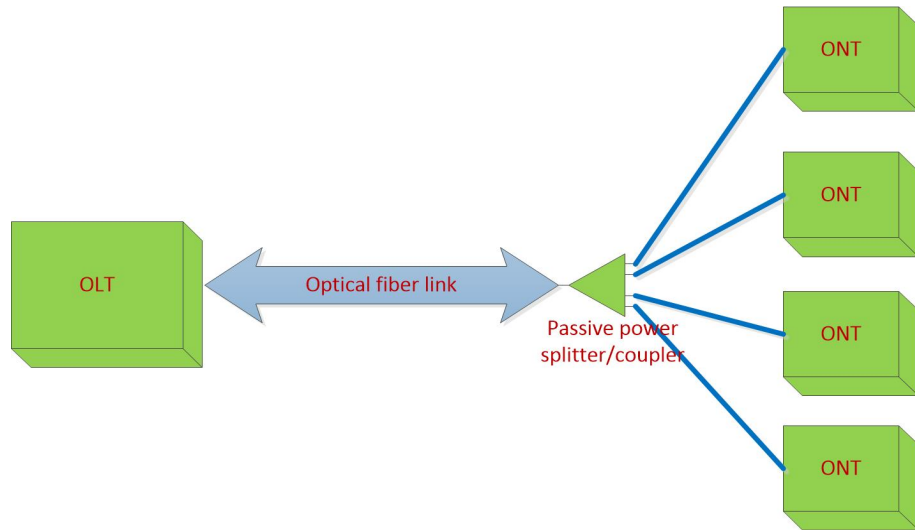 ONT
ONT
OLT
Optical fiber link
Passive power
splitter/coupler
ONT
ONT